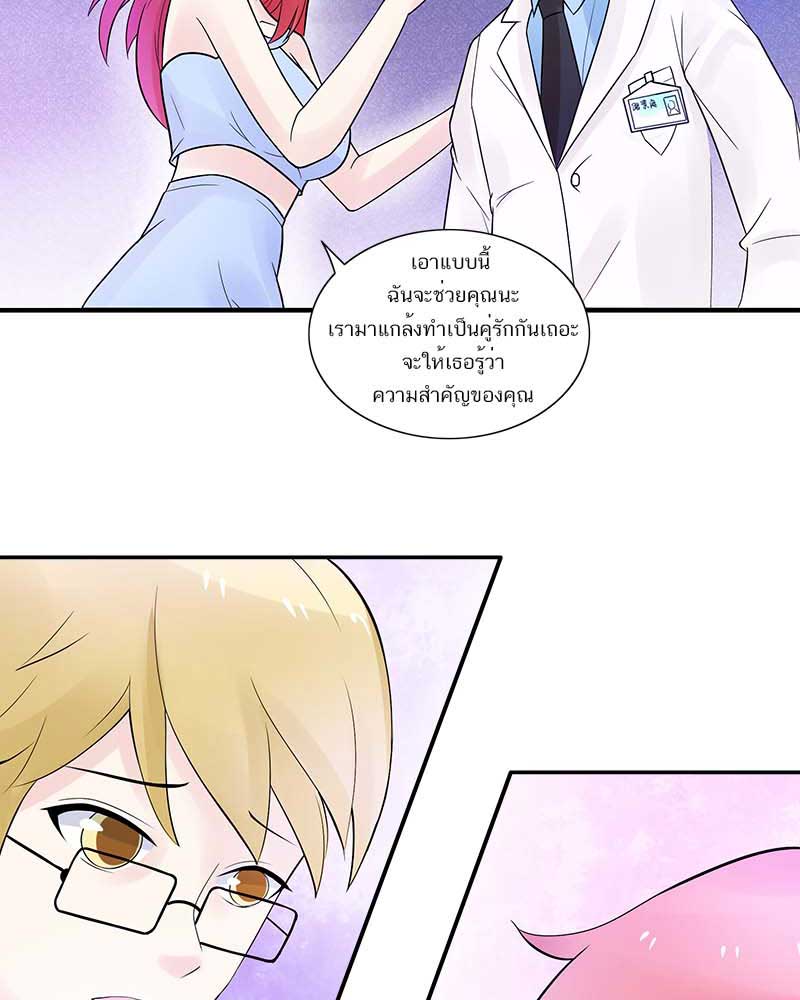 เอาแบบนี้
ฉันจะช่วยคุณนะ
เรามาแกล้งทำเป็นคู่รักกันเถอะ
จะให้เธอรู้ว่า
ความสำคัญของคุณ